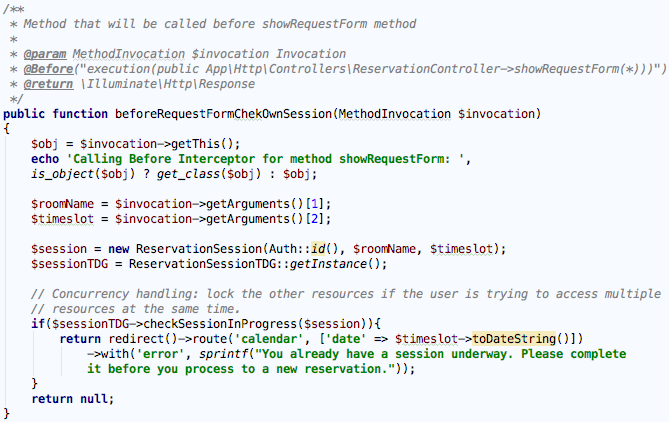 /**
 * Method that will be called before showRequestForm method
 *
 * @param MethodInvocation $invocation Invocation
 * @Before("execution(public App\Http\Controllers\ReservationController->showRequestForm(*)))")
 * @return \Illuminate\Http\Response
 */
public function beforeRequestFormChekOwnSession(MethodInvocation $invocation)
{
    $obj = $invocation->getThis();
    echo 'Calling Before Interceptor for method showRequestForm: ',
    is_object($obj) ? get_class($obj) : $obj;

    $roomName = $invocation->getArguments()[1];
    $timeslot = $invocation->getArguments()[2];

    $session = new ReservationSession(Auth::id(), $roomName, $timeslot);
    $sessionTDG = ReservationSessionTDG::getInstance();

    // Concurrency handling: lock the other resources if the user is trying to access multiple
    // resources at the same time.
    if($sessionTDG->checkSessionInProgress($session)){
        return redirect()->route('calendar', ['date' => $timeslot->toDateString()])
            ->with('error', sprintf("You already have a session underway. Please complete
            it before you process to a new reservation."));
    }
    return null;
}